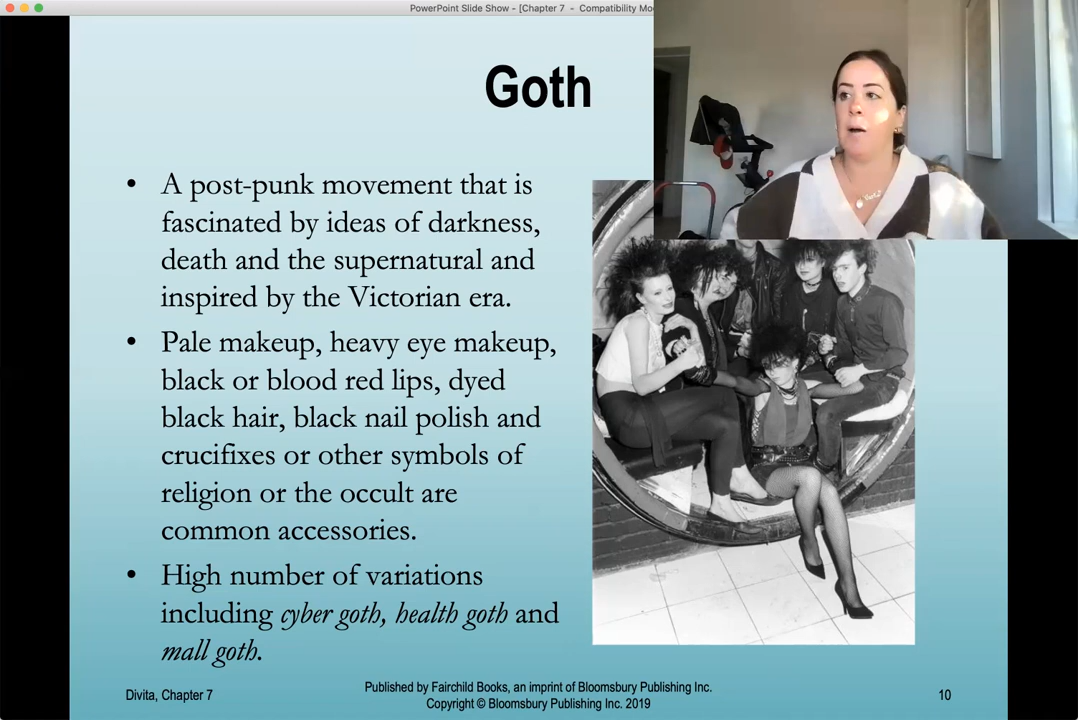 PowerPoint Slide Show - [Chapter 7 - Compatibility
Goth
• A post-punk movement that is
fascinated by ideas of darkness,
death and the supernatural and
inspired by the Victorian era.
• Pale makeup, heavy eye makeup,
black or blood red lips, dyed
black hair, black nail polish and
crucifixes or other symbols of
religion or the occult are
common accessories.
• High number of variations
including cyber goth, health goth and
mall goth.
Divita, Chapter 7
Published by Fairchild Books, an imprint of Bloomsbury Publishing Inc.
Copyright © Bloomsbury Publishing Inc. 2019
10